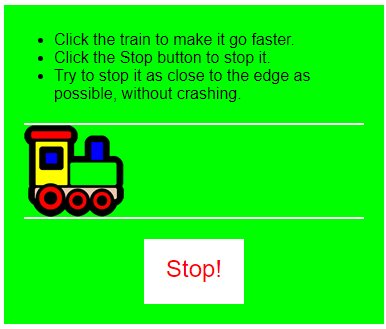 Click the train to make it go faster.
Click the Stop button to stop it.
Try to stop it as close to the edge as
possible, without crashing.
Stop!